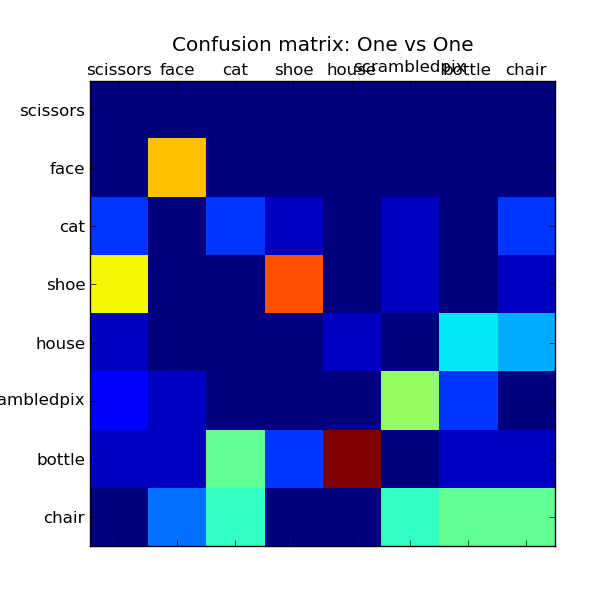 Confusion matrix: One vs One
scissors face cat shoe house scrambledpix bottle chair
scissors
face
cat
shoe
house
ambledpix
bottle
chair